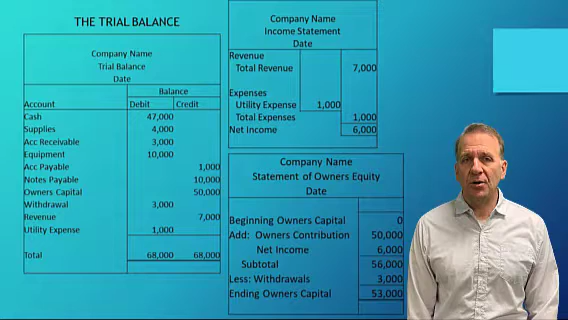 THE TRIAL BALANCE
Company Name
Trial Balance
Date
Balance
Account Debit Credit
Cash 47,000
Supplies 4,000
Acc Receivable 3,000
Equipment 10,000
Acc Payable 1,000
Notes Payable 10,000
Owners Capital 50,000
Withdrawal 3,000
Revenue 7,000
Utility Expense 1,000
Total 68,000 68,000
Company Name
Income Statement
Date
Revenue
Total Revenue 7,000
Expenses
Utility Expense 1,000
Total Expenses 1,000
Net Income 6,000
Company Name
Statement of Owners Equity
Date
Beginning Owners Capital 0
Add: Owners Contribution 50,000
Net Income 6,000
Subtotal 56,000
Less: Withdrawals 3,000
Ending Owners Capital 53,000